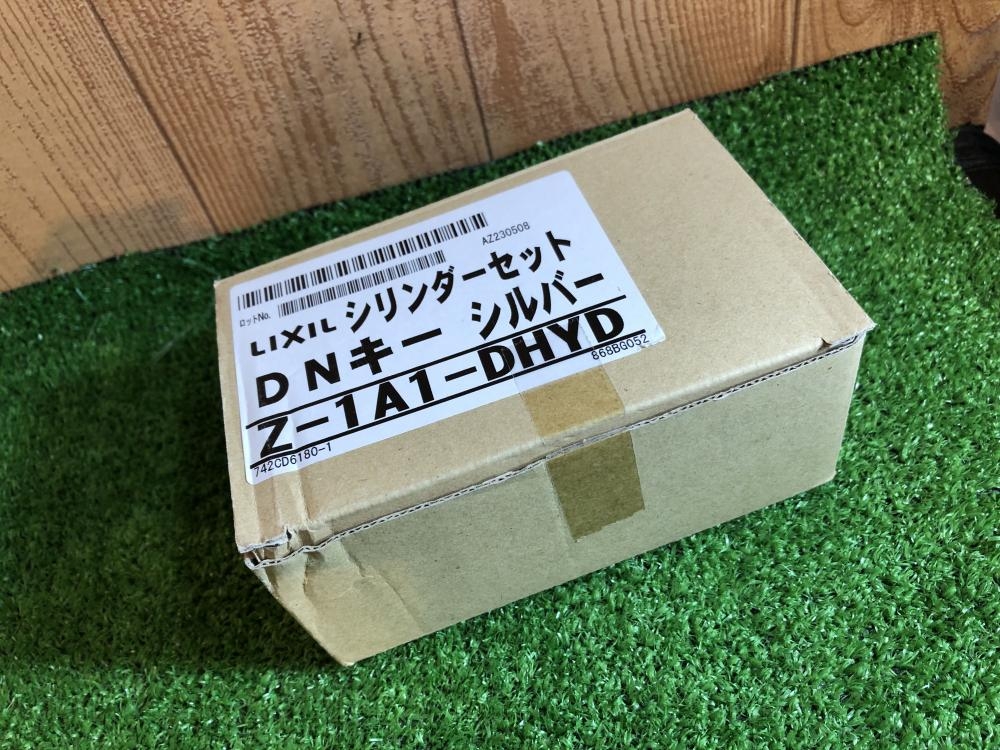 AZ230508
ロットNo.
LIXIL シリンダーセット
DNキー シルバー
Z-1A1-DHYD
742CD6180-1 868BG052